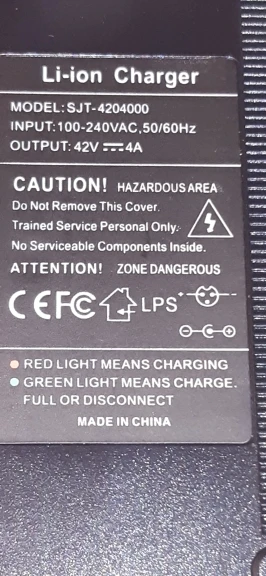 Li-ion Charger
MODEL: SJT-4204000
INPUT:100-240VAC,50/60Hz
OUTPUT: 42V ⎓ 4A
CAUTION! HAZARDOUS AREA
Do Not Remove This Cover.
Trained Service Personal Only.
No Serviceable Components Inside.
ATTENTION! ZONE DANGEROUS
CE FC LPS
RED LIGHT MEANS CHARGING
GREEN LIGHT MEANS CHARGE.
FULL OR DISCONNECT
MADE IN CHINA